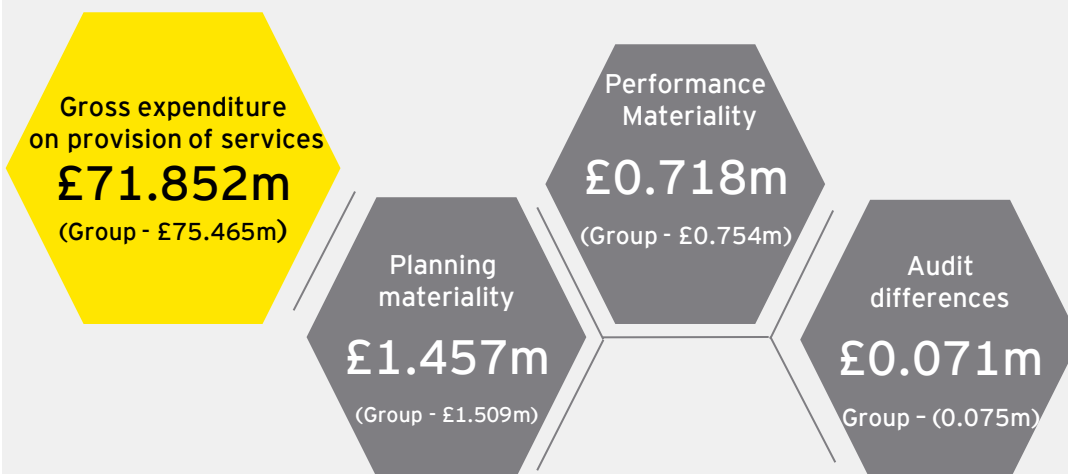 Gross expenditure
on provision of services
£71.852m
(Group - £75.465m)
Planning
materiality
£1.457m
(Group - £1.509m)
Performance
Materiality
£0.718m
(Group - £0.754m)
Audit
differences
£0.071m
Group – (0.075m)